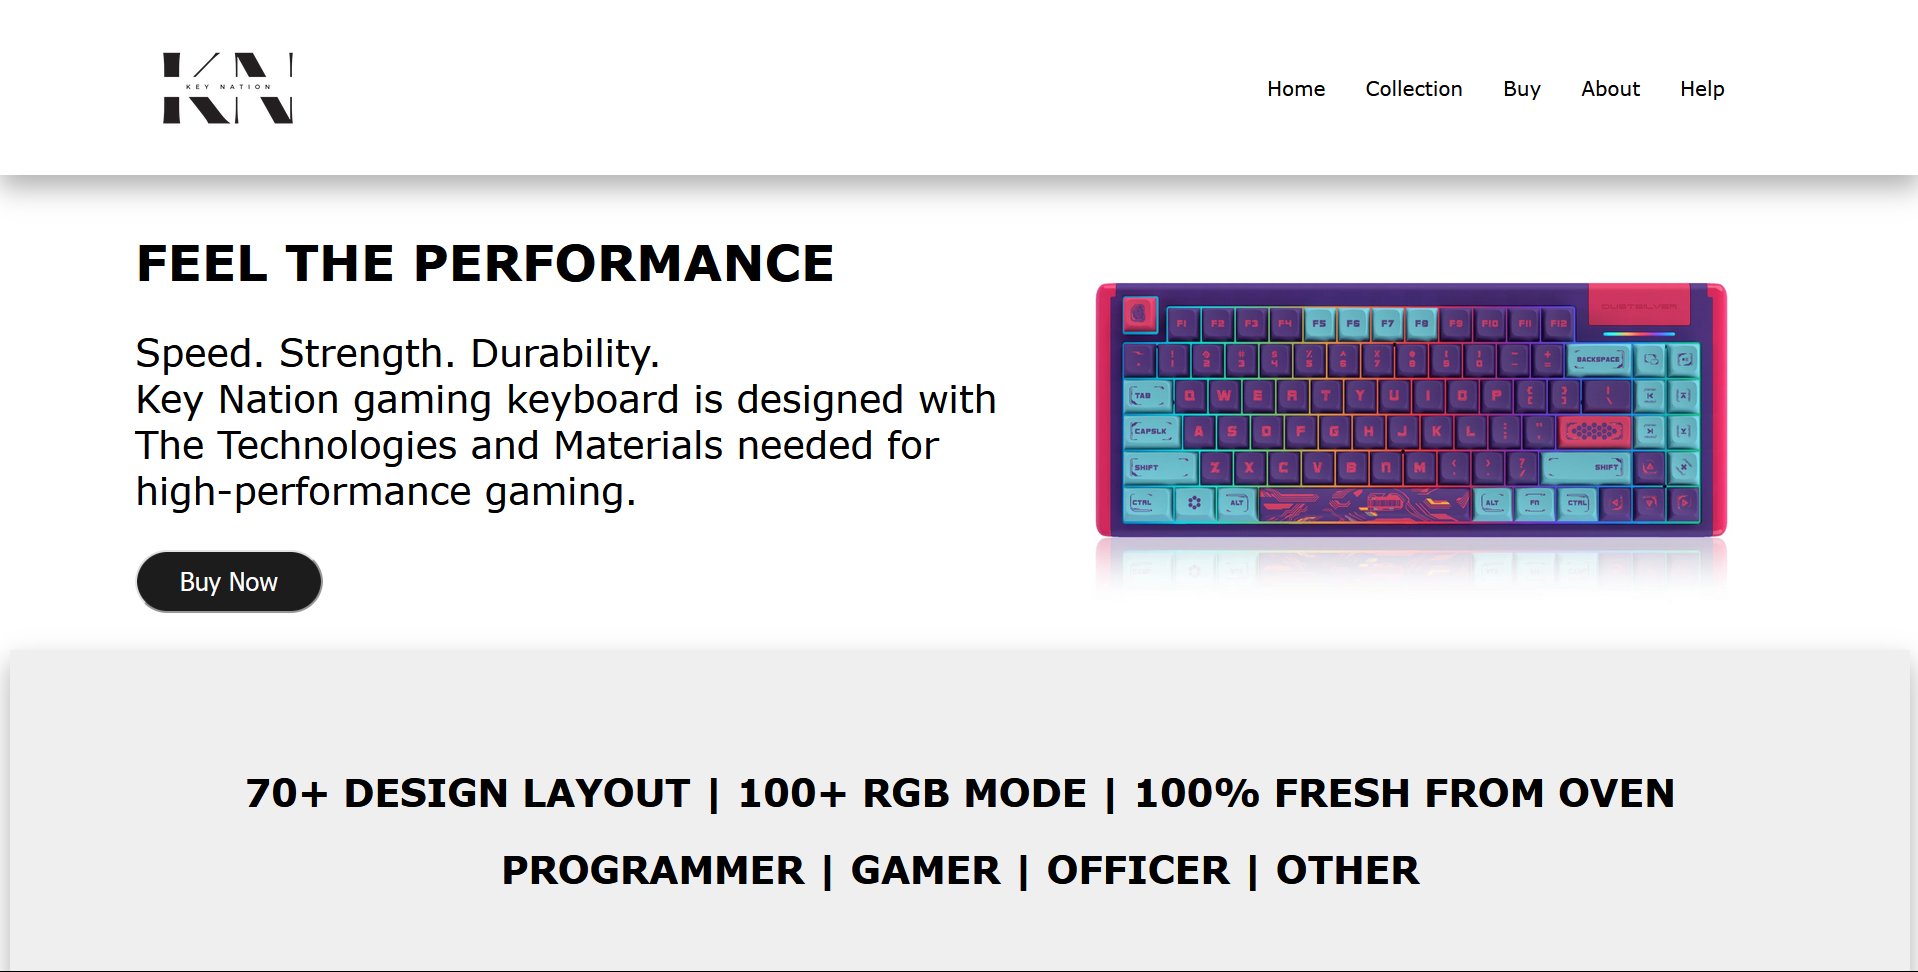 KN
KEY NATION
Home Collection Buy About Help
FEEL THE PERFORMANCE
Speed. Strength. Durability.
Key Nation gaming keyboard is designed with
The Technologies and Materials needed for
high-performance gaming.
Buy Now
F1 F2 F3 F4 F5 F6 F7 F8 F9 F10 F11 F12
BACKSPACE
TAB Q W E R T Y U I O P
CAPSLK A S D F G H J K L
SHIFT Z X C V B N M SHIFT
CTRL ALT ALT FN CTRL
70+ DESIGN LAYOUT | 100+ RGB MODE | 100% FRESH FROM OVEN
PROGRAMMER | GAMER | OFFICER | OTHER